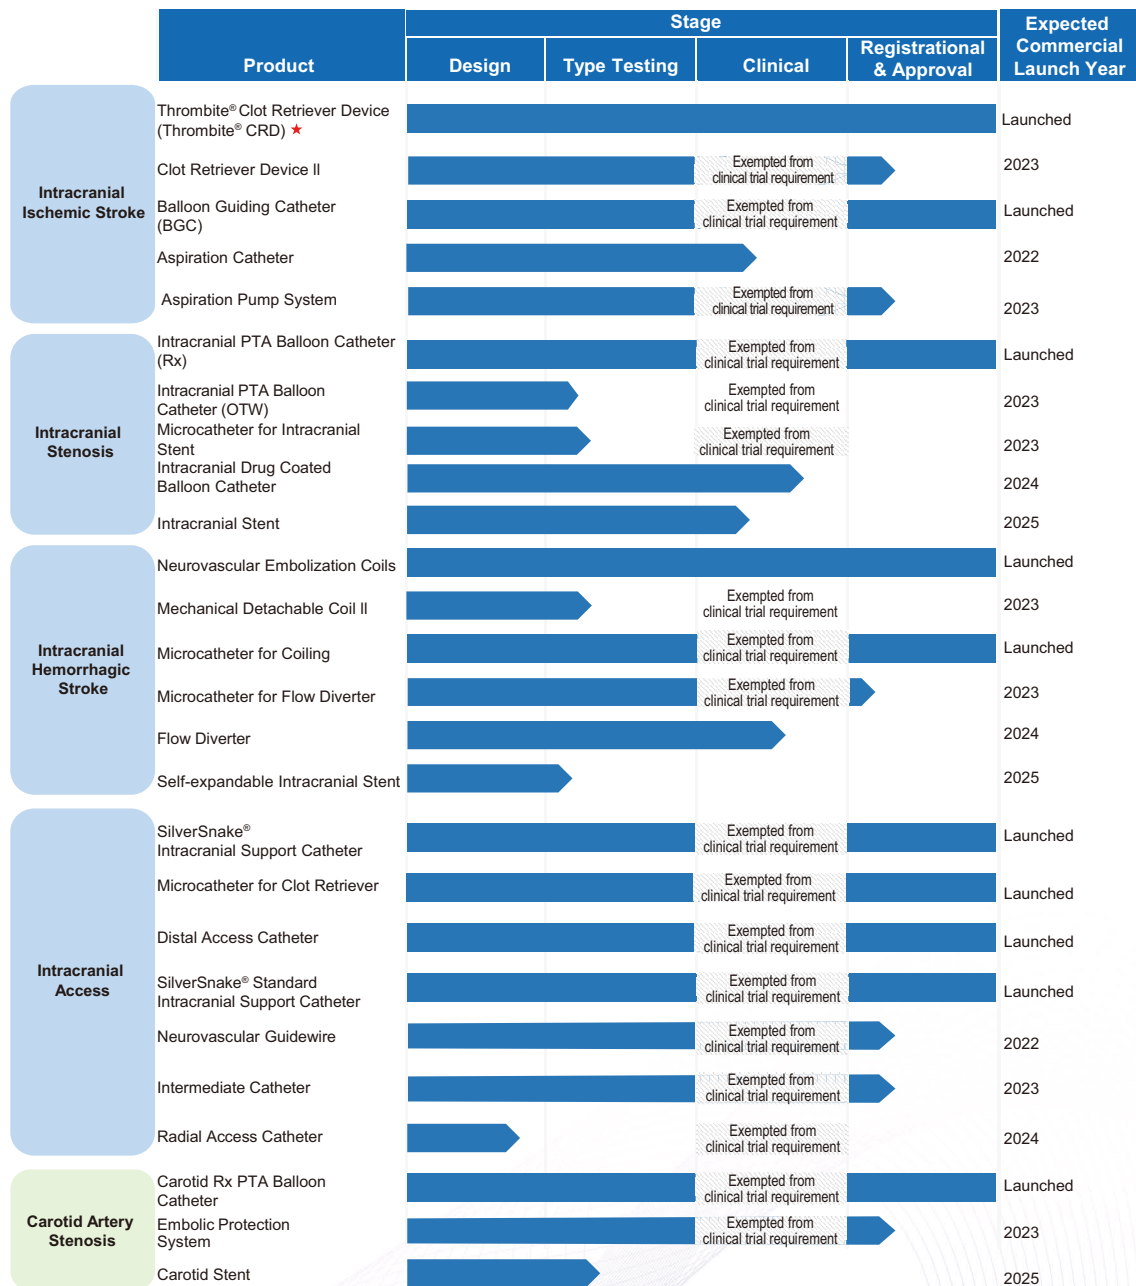 Product
Stage
Design
Type Testing
Clinical
Registrational
& Approval
Expected
Commercial
Launch Year
Intracranial
Ischemic Stroke
Thrombite® Clot Retriever Device
(Thrombite® CRD) ★
Launched
Clot Retriever Device II
Exempted from
clinical trial requirement
2023
Balloon Guiding Catheter
(BGC)
Exempted from
clinical trial requirement
Launched
Aspiration Catheter
2022
Aspiration Pump System
Exempted from
clinical trial requirement
2023
Intracranial
Stenosis
Intracranial PTA Balloon Catheter
(Rx)
Exempted from
clinical trial requirement
Launched
Intracranial PTA Balloon
Catheter (OTW)
Exempted from
clinical trial requirement
2023
Microcatheter for Intracranial
Stent
Exempted from
clinical trial requirement
2023
Intracranial Drug Coated
Balloon Catheter
2024
Intracranial Stent
2025
Intracranial
Hemorrhagic
Stroke
Neurovascular Embolization Coils
Launched
Mechanical Detachable Coil II
Exempted from
clinical trial requirement
2023
Microcatheter for Coiling
Exempted from
clinical trial requirement
Launched
Microcatheter for Flow Diverter
Exempted from
clinical trial requirement
2023
Flow Diverter
2024
Self-expandable Intracranial Stent
2025
Intracranial
Access
SilverSnake®
Intracranial Support Catheter
Exempted from
clinical trial requirement
Launched
Microcatheter for Clot Retriever
Exempted from
clinical trial requirement
Launched
Distal Access Catheter
Exempted from
clinical trial requirement
Launched
SilverSnake® Standard
Intracranial Support Catheter
Exempted from
clinical trial requirement
Launched
Neurovascular Guidewire
Exempted from
clinical trial requirement
2022
Intermediate Catheter
Exempted from
clinical trial requirement
2023
Radial Access Catheter
Exempted from
clinical trial requirement
2024
Carotid Artery
Stenosis
Carotid Rx PTA Balloon
Catheter
Exempted from
clinical trial requirement
Launched
Embolic Protection
System
Exempted from
clinical trial requirement
2023
Carotid Stent
2025